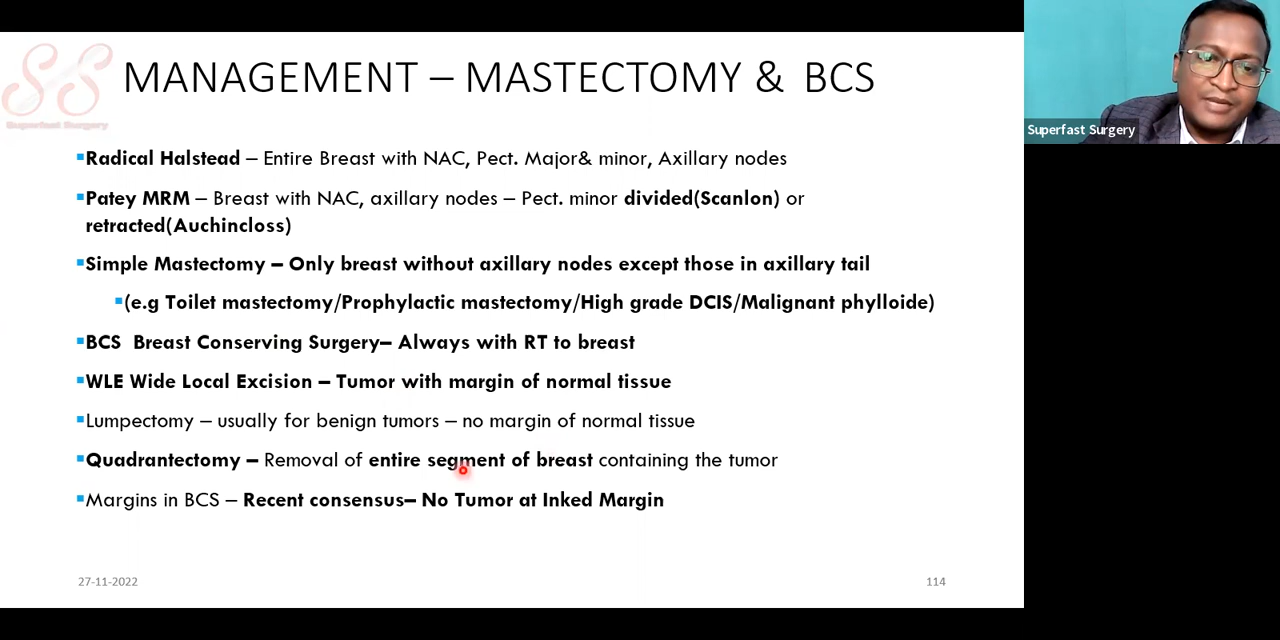 SS
Superfast Surgery
MANAGEMENT – MASTECTOMY & BCS
Radical Halstead – Entire Breast with NAC, Pect. Major& minor, Axillary nodes
Patey MRM – Breast with NAC, axillary nodes – Pect. minor divided(Scanlon) or
retracted(Auchincloss)
Simple Mastectomy – Only breast without axillary nodes except those in axillary tail
(e.g Toilet mastectomy/Prophylactic mastectomy/High grade DCIS/Malignant phylloide)
BCS  Breast Conserving Surgery– Always with RT to breast
WLE Wide Local Excision – Tumor with margin of normal tissue
Lumpectomy – usually for benign tumors – no margin of normal tissue
Quadrantectomy – Removal of entire segment of breast containing the tumor
Margins in BCS – Recent consensus– No Tumor at Inked Margin
27-11-2022
114
Superfast Surgery